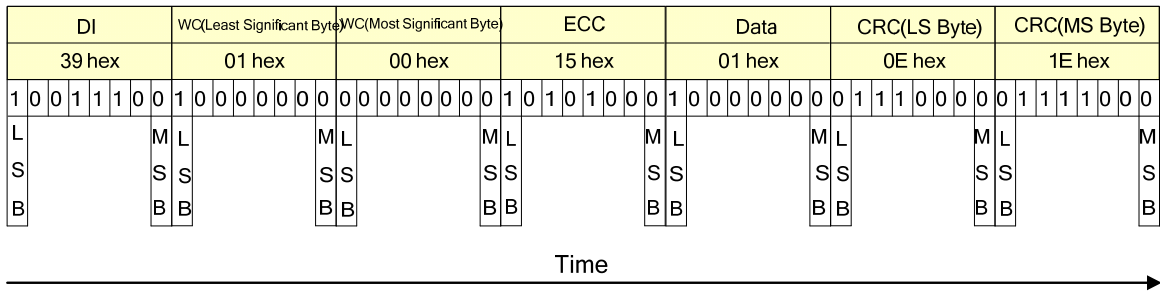 DI WC(Least Significant Byte) WC(Most Significant Byte) ECC Data CRC(LS Byte) CRC(MS Byte)
39 hex 01 hex 00 hex 15 hex 01 hex 0E hex 1E hex
1 0 0 1 1 1 0 0 1 0 0 0 0 0 0 0 0 0 0 0 0 0 0 0 1 0 1 0 1 0 0 0 1 0 0 0 0 0 0 0 0 1 1 1 0 0 0 0 0 1 1 1 1 0 0 0
L M L M L M L M L M L M L M
S S S S S S S S S S S S S S
B B B B B B B B B B B B B B
Time